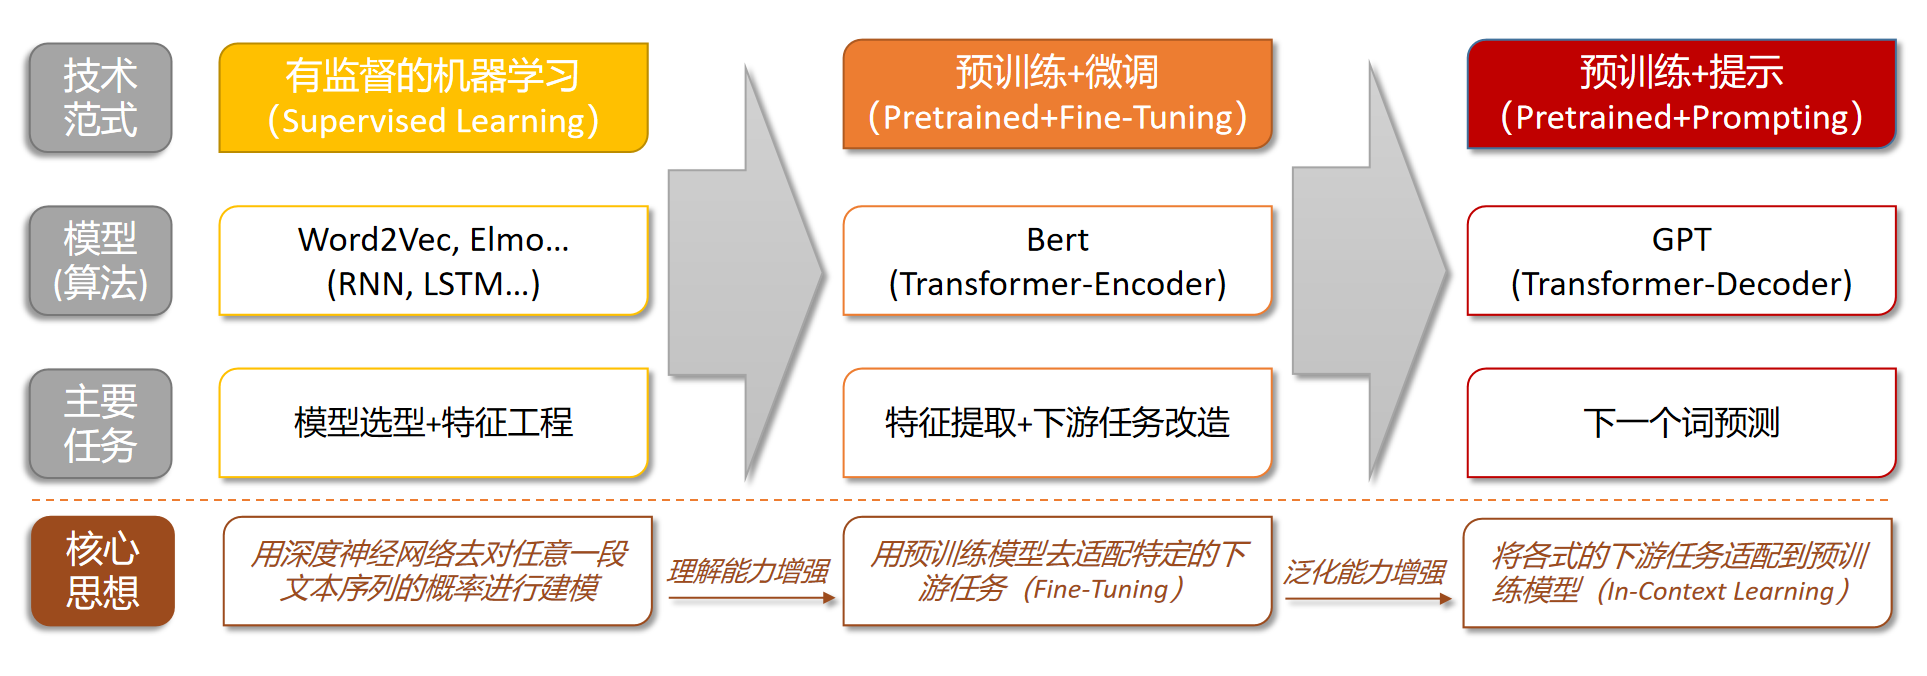 技术
范式
有监督的机器学习
（Supervised Learning）
预训练+微调
（Pretrained+Fine-Tuning）
预训练+提示
（Pretrained+Prompting）
模型
(算法)
Word2Vec, Elmo...
(RNN, LSTM...)
Bert
(Transformer-Encoder)
GPT
(Transformer-Decoder)
主要
任务
模型选型+特征工程
特征提取+下游任务改造
下一个词预测
核心
思想
用深度神经网络去对任意一段
文本序列的概率进行建模
理解能力增强
用预训练模型去适配特定的下
游任务（Fine-Tuning）
泛化能力增强
将各式的下游任务适配到预训
练模型（In-Context Learning）